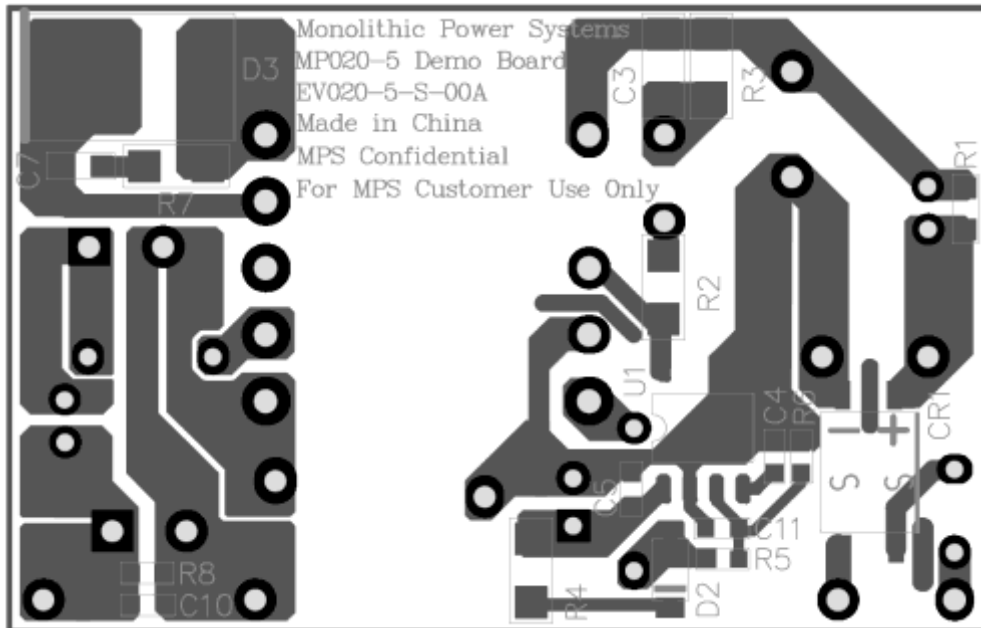 Monolithic Power Systems
D3
MP020-5 Demo Board
EV020-5-S-00A
Made in China
MPS Confidential
For MPS Customer Use Only
C3
R3
C7
R7
R1
R2
U1
C4
R6
CR1
- +
S S
C5
C11
R5
R8
C10
R4
D2